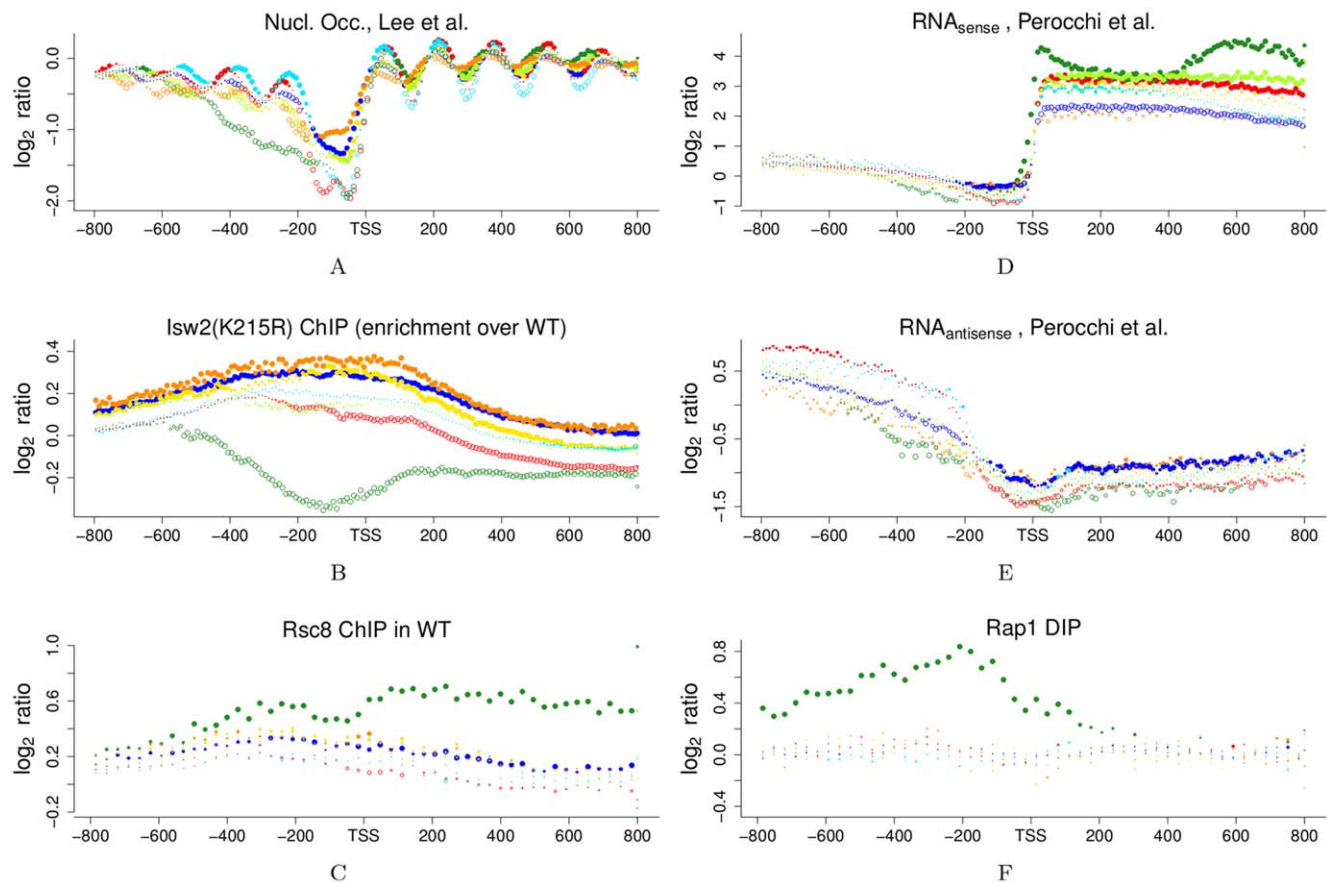 Nucl. Occ., Lee et al.
log2 ratio
0.0
−1.0
−2.0
−800 −600 −400 −200 TSS 200 400 600 800
A
RNAsense , Perocchi et al.
log2 ratio
4
3
2
1
0
−1
−800 −600 −400 −200 TSS 200 400 600 800
D
Isw2(K215R) ChIP (enrichment over WT)
log2 ratio
0.4
0.2
0.0
−0.2
−800 −600 −400 −200 TSS 200 400 600 800
B
RNAantisense , Perocchi et al.
log2 ratio
0.5
−0.5
−1.5
−800 −600 −400 −200 TSS 200 400 600 800
E
Rsc8 ChIP in WT
log2 ratio
1.0
0.6
0.2
−0.2
−800 −600 −400 −200 TSS 200 400 600 800
C
Rap1 DIP
log2 ratio
0.8
0.4
0.0
−0.4
−800 −600 −400 −200 TSS 200 400 600 800
F